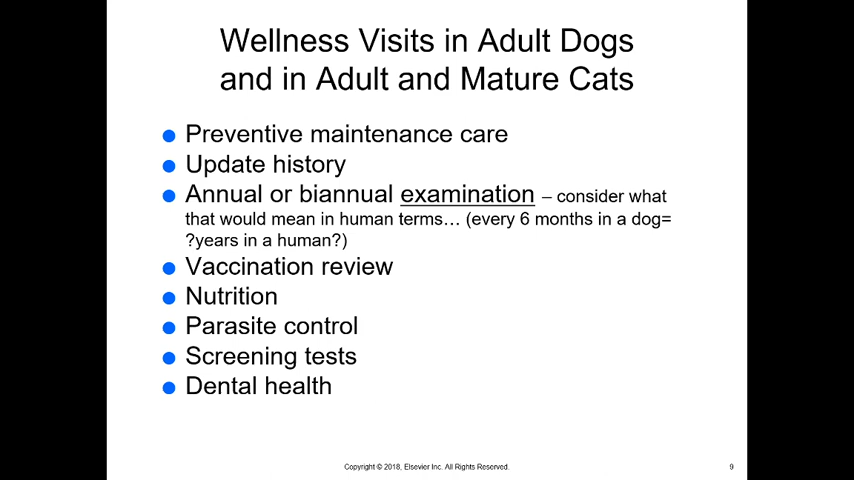 Wellness Visits in Adult Dogs
and in Adult and Mature Cats
Preventive maintenance care
Update history
Annual or biannual examination – consider what
that would mean in human terms… (every 6 months in a dog=
?years in a human?)
Vaccination review
Nutrition
Parasite control
Screening tests
Dental health
Copyright © 2018, Elsevier Inc. All Rights Reserved.
9